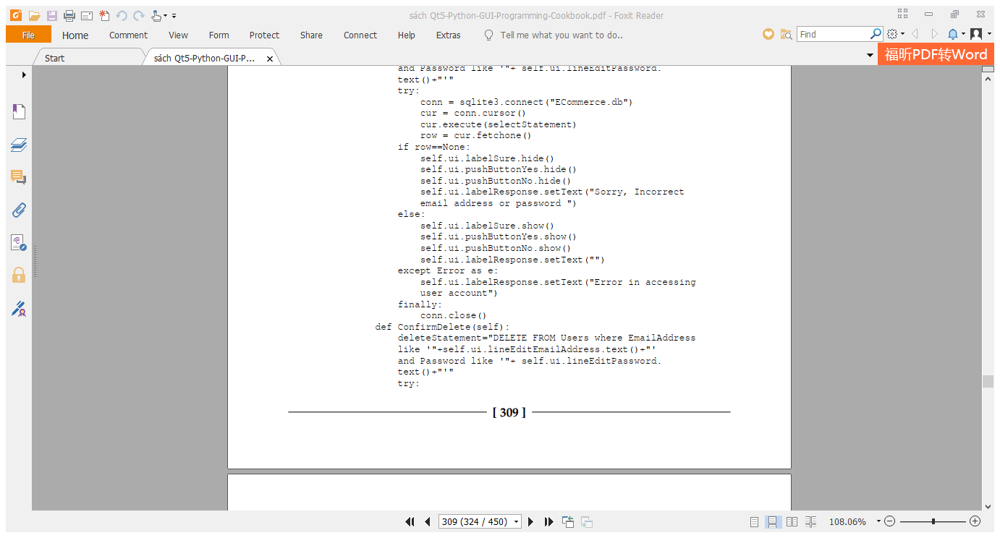 sách Qt5-Python-GUI-Programming-Cookbook.pdf - Foxit Reader
File Home Comment View Form Protect Share Connect Help Extras Tell me what you want to do.. Find
Start sách Qt5-Python-GUI-P... 福昕PDF转Word
and Password like '"+ self.ui.lineEditPassword.
text()+"'"
try:
conn = sqlite3.connect("ECommerce.db")
cur = conn.cursor()
cur.execute(selectStatement)
row = cur.fetchone()
if row==None:
self.ui.labelSure.hide()
self.ui.pushButtonYes.hide()
self.ui.pushButtonNo.hide()
self.ui.labelResponse.setText("Sorry, Incorrect
email address or password ")
else:
self.ui.labelSure.show()
self.ui.pushButtonYes.show()
self.ui.pushButtonNo.show()
self.ui.labelResponse.setText("")
except Error as e:
self.ui.labelResponse.setText("Error in accessing
user account")
finally:
conn.close()
def ConfirmDelete(self):
deleteStatement="DELETE FROM Users where EmailAddress
like '"+self.ui.lineEditEmailAddress.text()+"'
and Password like '"+ self.ui.lineEditPassword.
text()+"'"
try:
[ 309 ]
309 (324 / 450) 108.06%